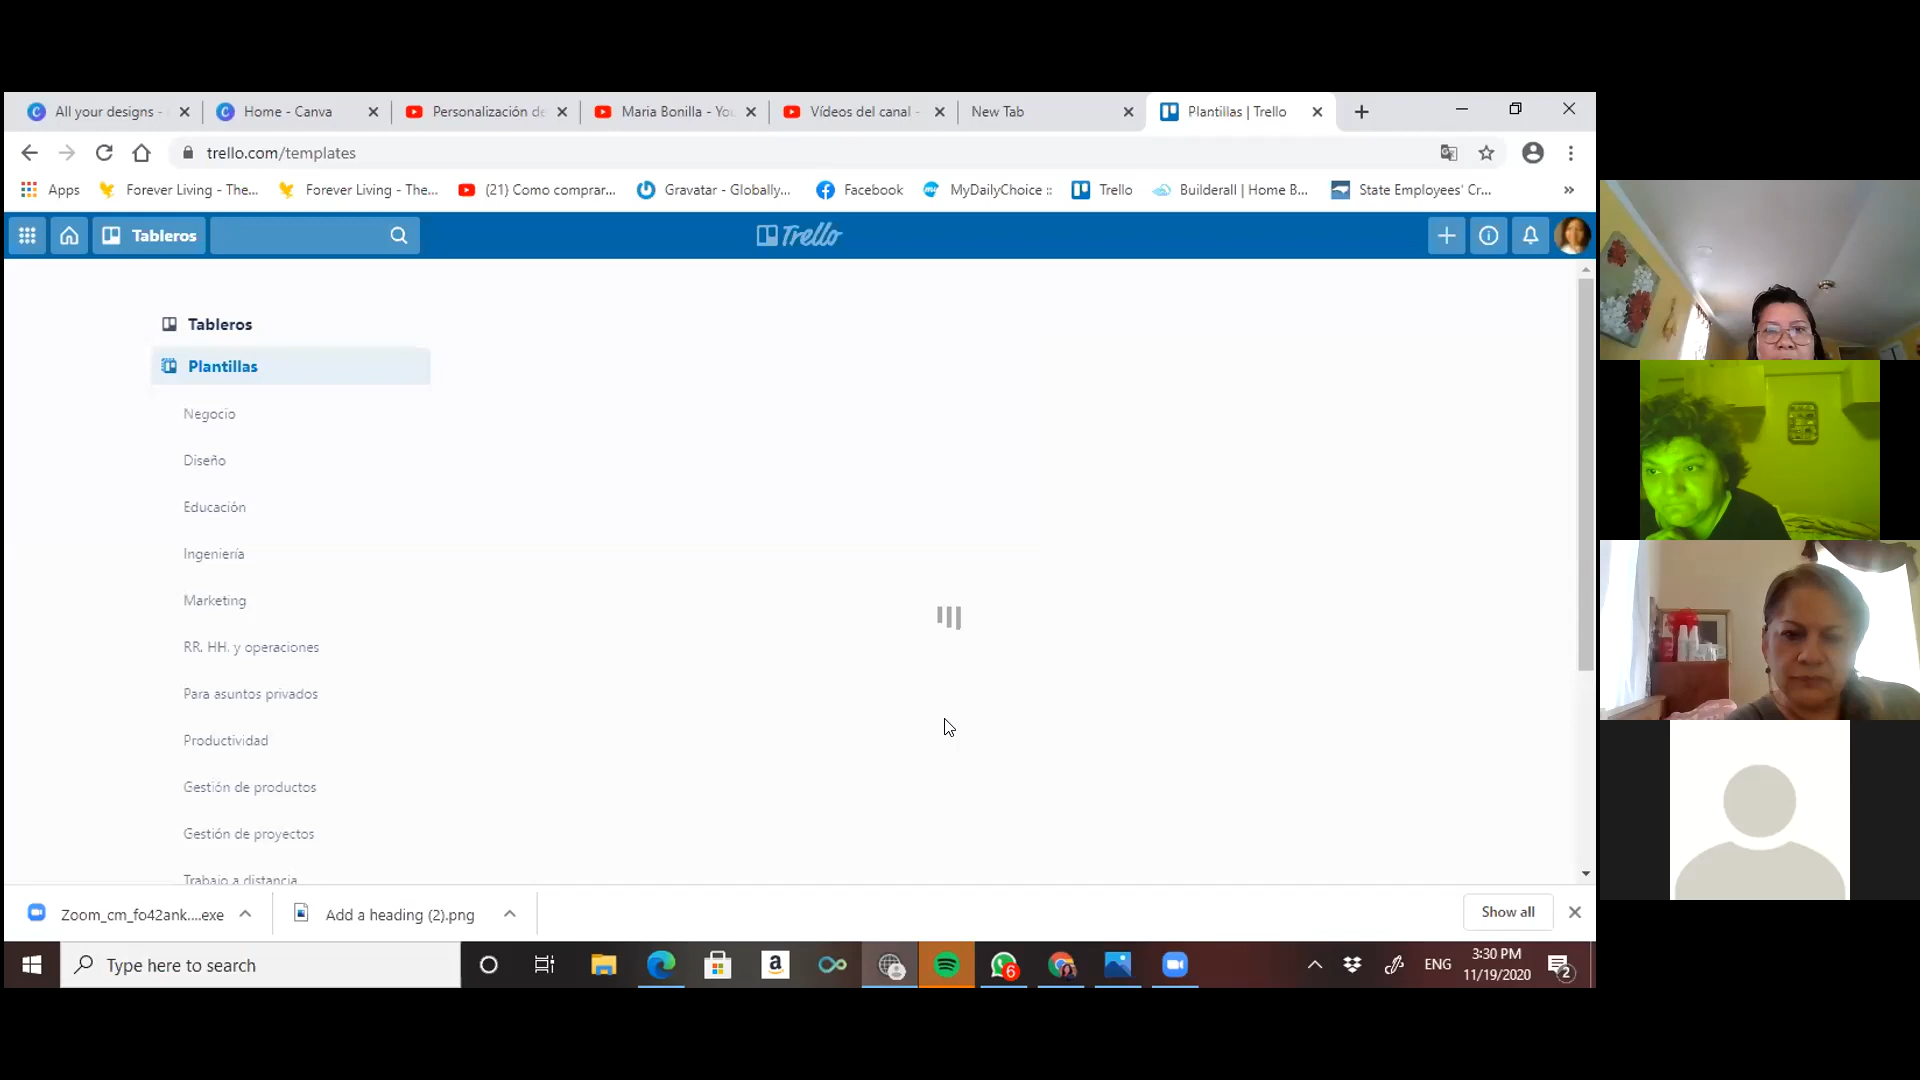 All your designs -
Home - Canva
Personalización de
Maria Bonilla - You
Vídeos del canal -
New Tab
Plantillas | Trello
trello.com/templates
Apps
Forever Living - The...
Forever Living - The...
(21) Como comprar...
Gravatar - Globally...
Facebook
MyDailyChoice ::
Trello
Builderall | Home B...
State Employees' Cr...
»
Tableros
Trello
Tableros
Plantillas
Negocio
Diseño
Educación
Ingeniería
Marketing
RR. HH. y operaciones
Para asuntos privados
Productividad
Gestión de productos
Gestión de proyectos
Trabajo a distancia
Zoom_cm_fo42ank....exe
Add a heading (2).png
Show all
Type here to search
a
6
ENG
3:30 PM
11/19/2020
2